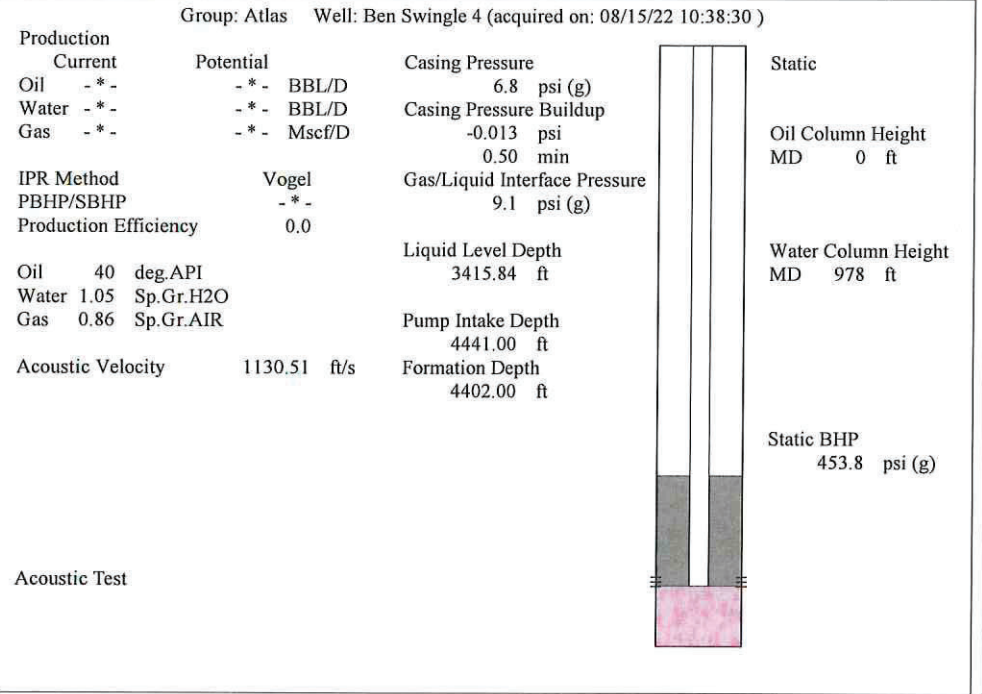 Group: Atlas Well: Ben Swingle 4 (acquired on: 08/15/22 10:38:30 )
Production
Current Potential
Oil - * - - * - BBL/D
Water - * - - * - BBL/D
Gas - * - - * - Mscf/D
IPR Method Vogel
PBHP/SBHP - * -
Production Efficiency 0.0
Oil 40 deg.API
Water 1.05 Sp.Gr.H2O
Gas 0.86 Sp.Gr.AIR
Acoustic Velocity 1130.51 ft/s
Acoustic Test
Casing Pressure
6.8 psi (g)
Casing Pressure Buildup
-0.013 psi
0.50 min
Gas/Liquid Interface Pressure
9.1 psi (g)
Liquid Level Depth
3415.84 ft
Pump Intake Depth
4441.00 ft
Formation Depth
4402.00 ft
Static
Oil Column Height
MD 0 ft
Water Column Height
MD 978 ft
Static BHP
453.8 psi (g)